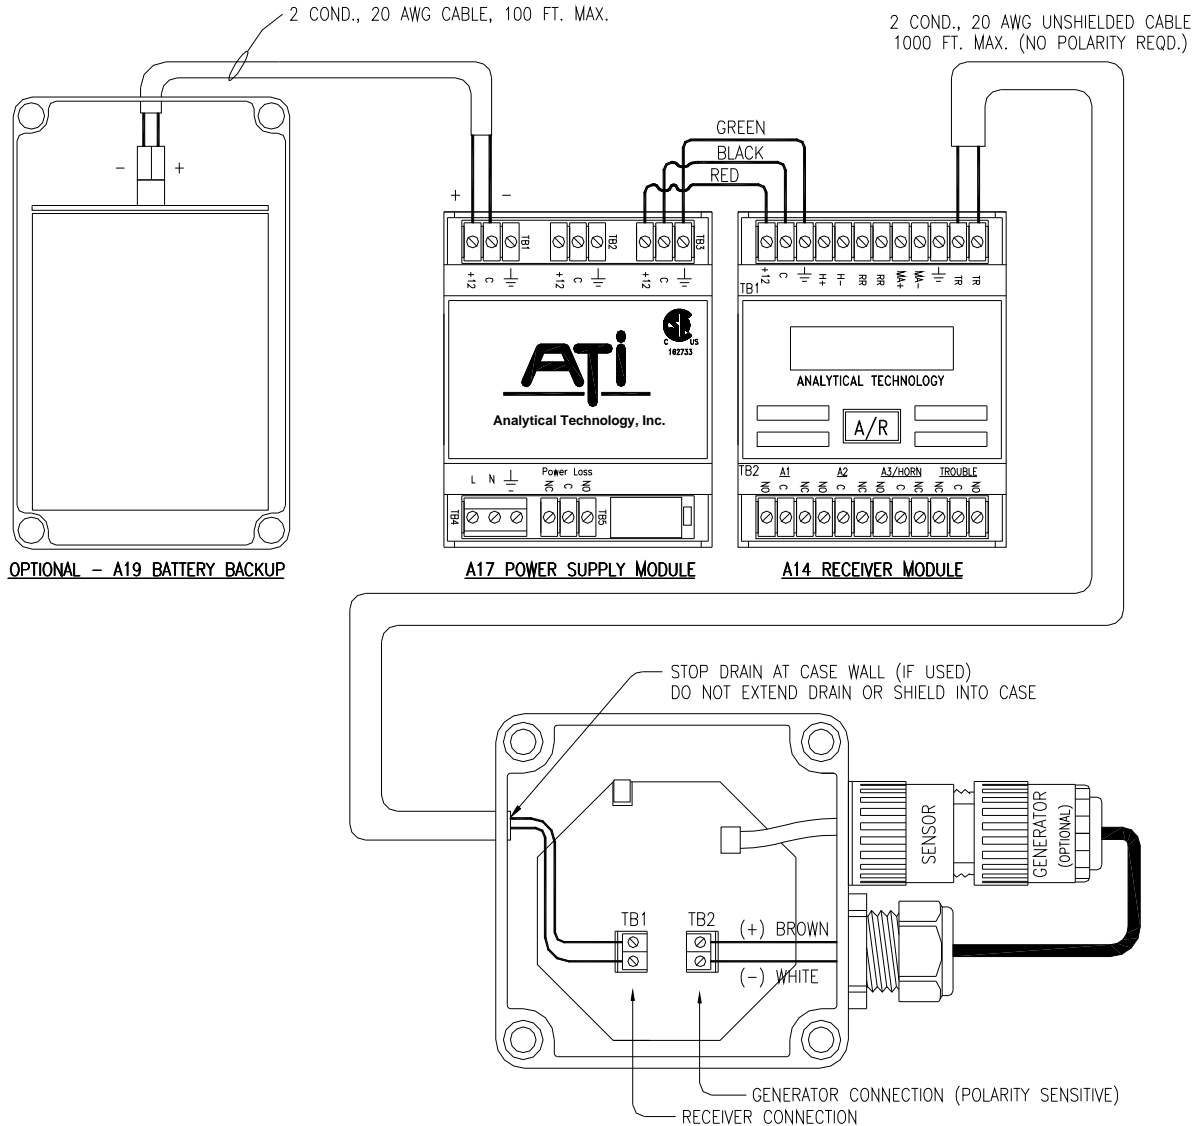 2 COND., 20 AWG CABLE, 100 FT. MAX.
2 COND., 20 AWG UNSHIELDED CABLE
1000 FT. MAX. (NO POLARITY REQD.)
GREEN
BLACK
RED
- +
+ -
TB1 TB2 TB3
+12 C +12 C +12 C
+12 C H+ H- RR RR MA+ MA- TR TR
TB1
ATi
C US
162733
Analytical Technology, Inc.
ANALYTICAL TECHNOLOGY
A/R
L N
Power Loss
NC C NO
TB4 TB5
TB2 A1 A2 A3/HORN TROUBLE
NO C NC NO C NC NO C NC NC C NO
OPTIONAL - A19 BATTERY BACKUP
A17 POWER SUPPLY MODULE
A14 RECEIVER MODULE
STOP DRAIN AT CASE WALL (IF USED)
DO NOT EXTEND DRAIN OR SHIELD INTO CASE
SENSOR
GENERATOR
(OPTIONAL)
TB1 TB2
(+) BROWN
(-) WHITE
GENERATOR CONNECTION (POLARITY SENSITIVE)
RECEIVER CONNECTION